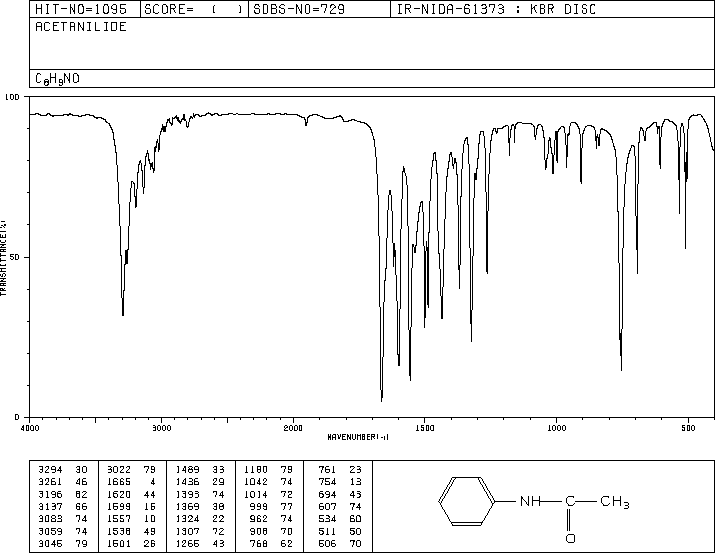 HIT-NO=1095 SCORE= ( ) SDBS-NO=729 IR-NIDA-61373 : KBR DISC
ACETANILIDE
C8H9NO
100
TRANSMITTANCE(%)
50
0
4000 3000 2000 1500 1000 500
WAVENUMBER(-1)
3294 30 3022 79 1489 33 1180 79 761 23
3261 46 1665 4 1436 29 1042 74 754 13
3196 62 1620 44 1393 74 1014 72 694 43
3137 66 1599 15 1369 38 999 77 607 74
3083 74 1557 10 1324 22 962 74 534 60
3059 74 1538 49 1307 72 908 70 511 50
3045 79 1501 26 1265 43 768 62 506 70
NH C CH3
O